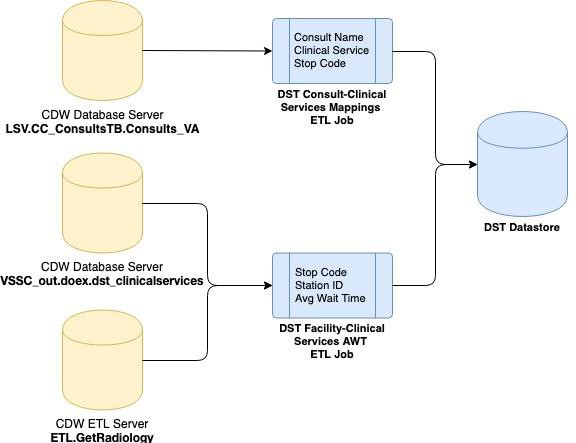 CDW Database Server
LSV.CC_ConsultsTB.Consults_VA
Consult Name
Clinical Service
Stop Code
DST Consult-Clinical
Services Mappings
ETL Job
DST Datastore
CDW Database Server
VSSC_out.doex.dst_clinicalservices
Stop Code
Station ID
Avg Wait Time
DST Facility-Clinical
Services AWT
ETL Job
CDW ETL Server
ETL.GetRadiology